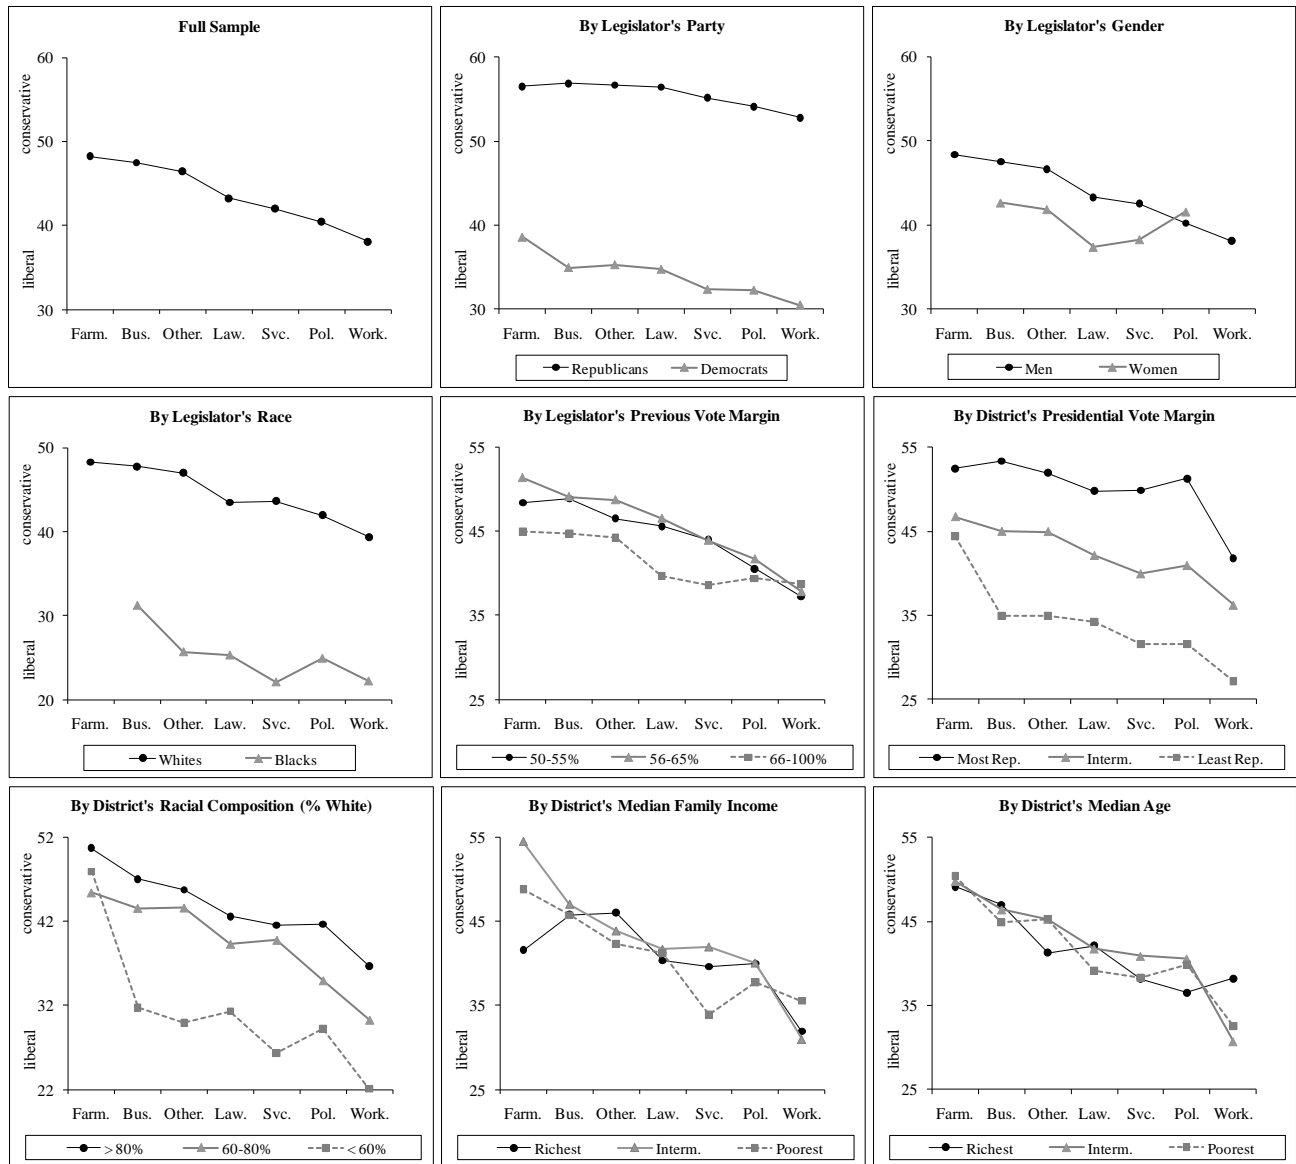 Full Sample
conservative
liberal
60
50
40
30
Farm. Bus. Other. Law. Svc. Pol. Work.
By Legislator's Party
conservative
liberal
60
50
40
30
Farm. Bus. Other. Law. Svc. Pol. Work.
Republicans Democrats
By Legislator's Gender
conservative
liberal
60
50
40
30
Farm. Bus. Other. Law. Svc. Pol. Work.
Men Women
By Legislator's Race
conservative
liberal
50
40
30
20
Farm. Bus. Other. Law. Svc. Pol. Work.
Whites Blacks
By Legislator's Previous Vote Margin
conservative
liberal
55
45
35
25
Farm. Bus. Other. Law. Svc. Pol. Work.
50-55% 56-65% 66-100%
By District's Presidential Vote Margin
conservative
liberal
55
45
35
25
Farm. Bus. Other. Law. Svc. Pol. Work.
Most Rep. Interm. Least Rep.
By District's Racial Composition (% White)
conservative
liberal
52
42
32
22
Farm. Bus. Other. Law. Svc. Pol. Work.
>80% 60-80% <60%
By District's Median Family Income
conservative
liberal
55
45
35
25
Farm. Bus. Other. Law. Svc. Pol. Work.
Richest Interm. Poorest
By District's Median Age
conservative
liberal
55
45
35
25
Farm. Bus. Other. Law. Svc. Pol. Work.
Richest Interm. Poorest